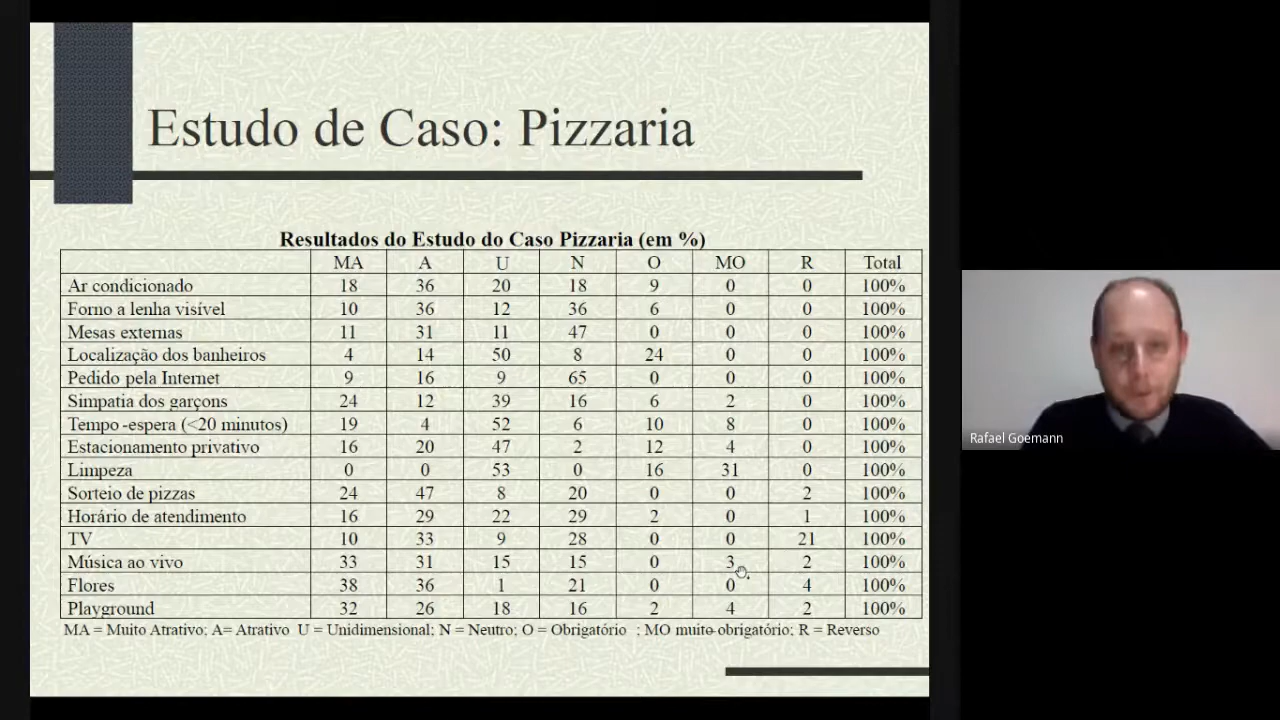 Estudo de Caso: Pizzaria
Resultados do Estudo do Caso Pizzaria (em %)
MA A U N O MO R Total
Ar condicionado 18 36 20 18 9 0 0 100%
Forno a lenha visível 10 36 12 36 6 0 0 100%
Mesas externas 11 31 11 47 0 0 0 100%
Localização dos banheiros 4 14 50 8 24 0 0 100%
Pedido pela Internet 9 16 9 65 0 0 0 100%
Simpatia dos garçons 24 12 39 16 6 2 0 100%
Tempo-espera (<20 minutos) 19 4 52 6 10 8 0 100%
Estacionamento privativo 16 20 47 2 12 4 0 100%
Limpeza 0 0 53 0 16 31 0 100%
Sorteio de pizzas 24 47 8 20 0 0 2 100%
Horário de atendimento 16 29 22 29 2 0 1 100%
TV 10 33 9 28 0 0 21 100%
Música ao vivo 33 31 15 15 0 3 2 100%
Flores 38 36 1 21 0 0 4 100%
Playground 32 26 18 16 2 4 2 100%
MA = Muito Atrativo; A= Atrativo U = Unidimensional; N = Neutro; O = Obrigatório ; MO muito obrigatório; R = Reverso
Rafael Goemann